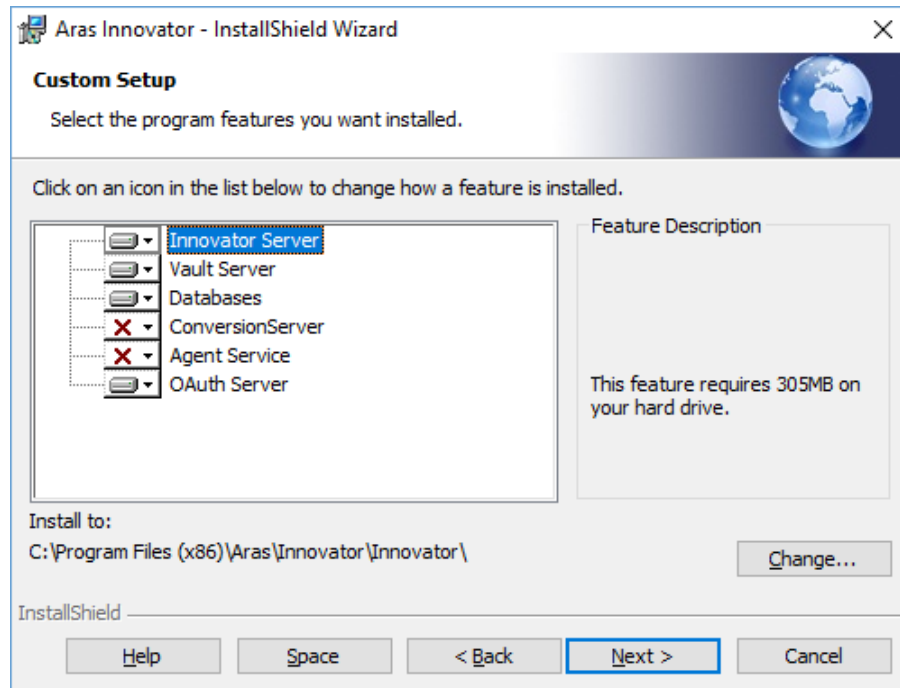 Aras Innovator - InstallShield Wizard
Custom Setup
Select the program features you want installed.
Click on an icon in the list below to change how a feature is installed.
Innovator Server
Vault Server
Databases
ConversionServer
Agent Service
OAuth Server
Feature Description
This feature requires 305MB on
your hard drive.
Install to:
C:\Program Files (x86)\Aras\Innovator\Innovator\
Change...
InstallShield
Help
Space
< Back
Next >
Cancel